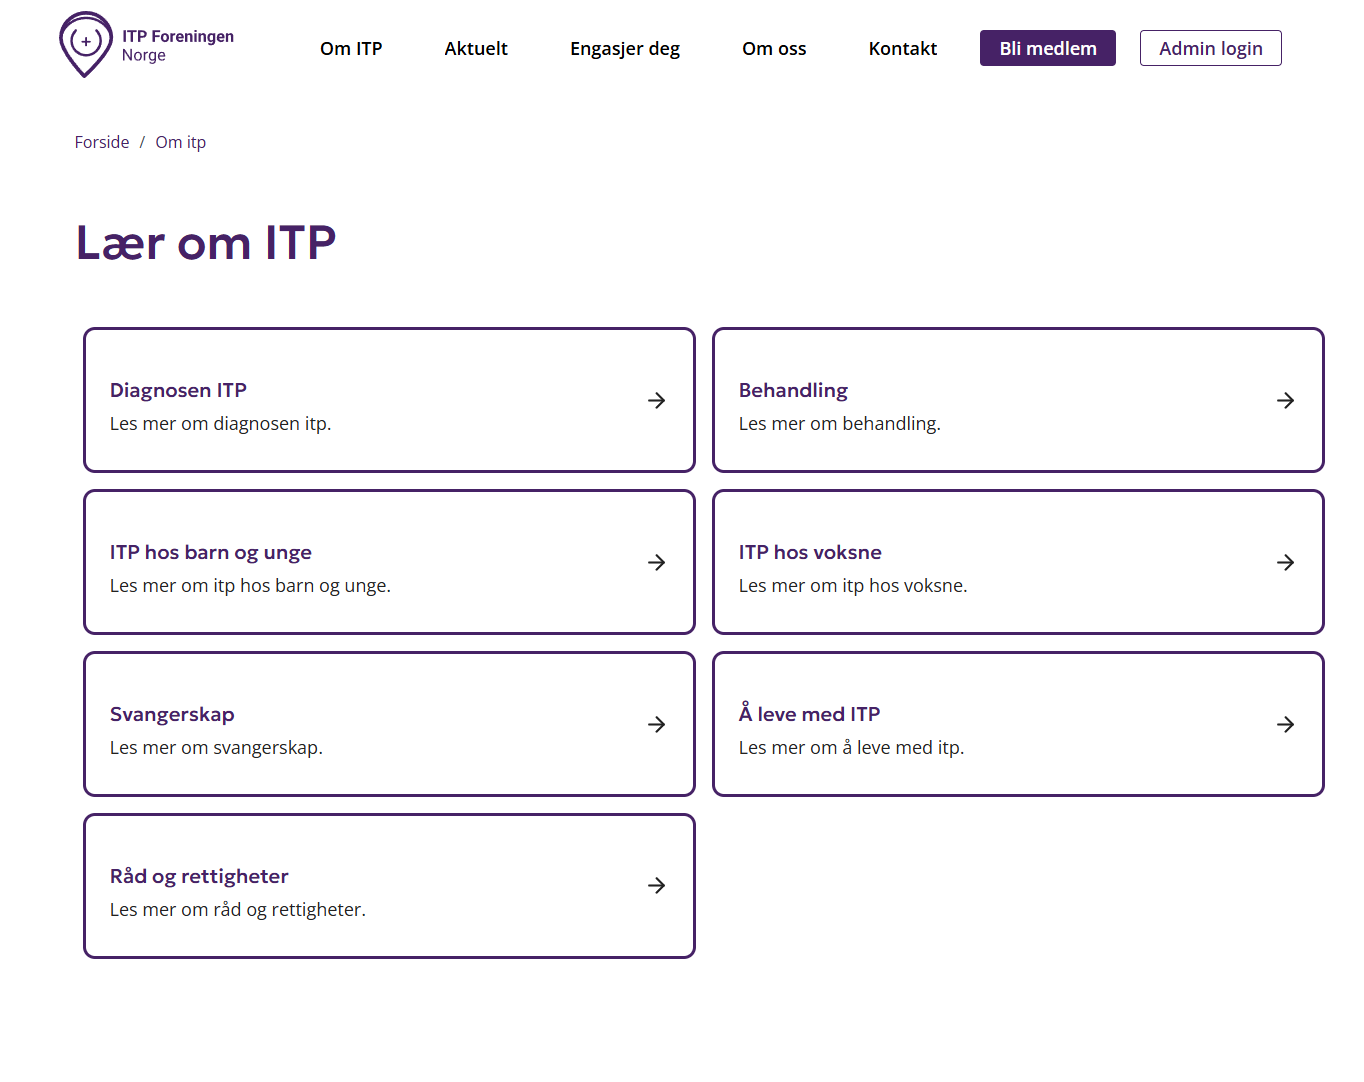 ITP Foreningen
Norge
Om ITP
Aktuelt
Engasjer deg
Om oss
Kontakt
Bli medlem
Admin login
Forside / Om itp
Lær om ITP
Diagnosen ITP
Les mer om diagnosen itp.
Behandling
Les mer om behandling.
ITP hos barn og unge
Les mer om itp hos barn og unge.
ITP hos voksne
Les mer om itp hos voksne.
Svangerskap
Les mer om svangerskap.
Å leve med ITP
Les mer om å leve med itp.
Råd og rettigheter
Les mer om råd og rettigheter.